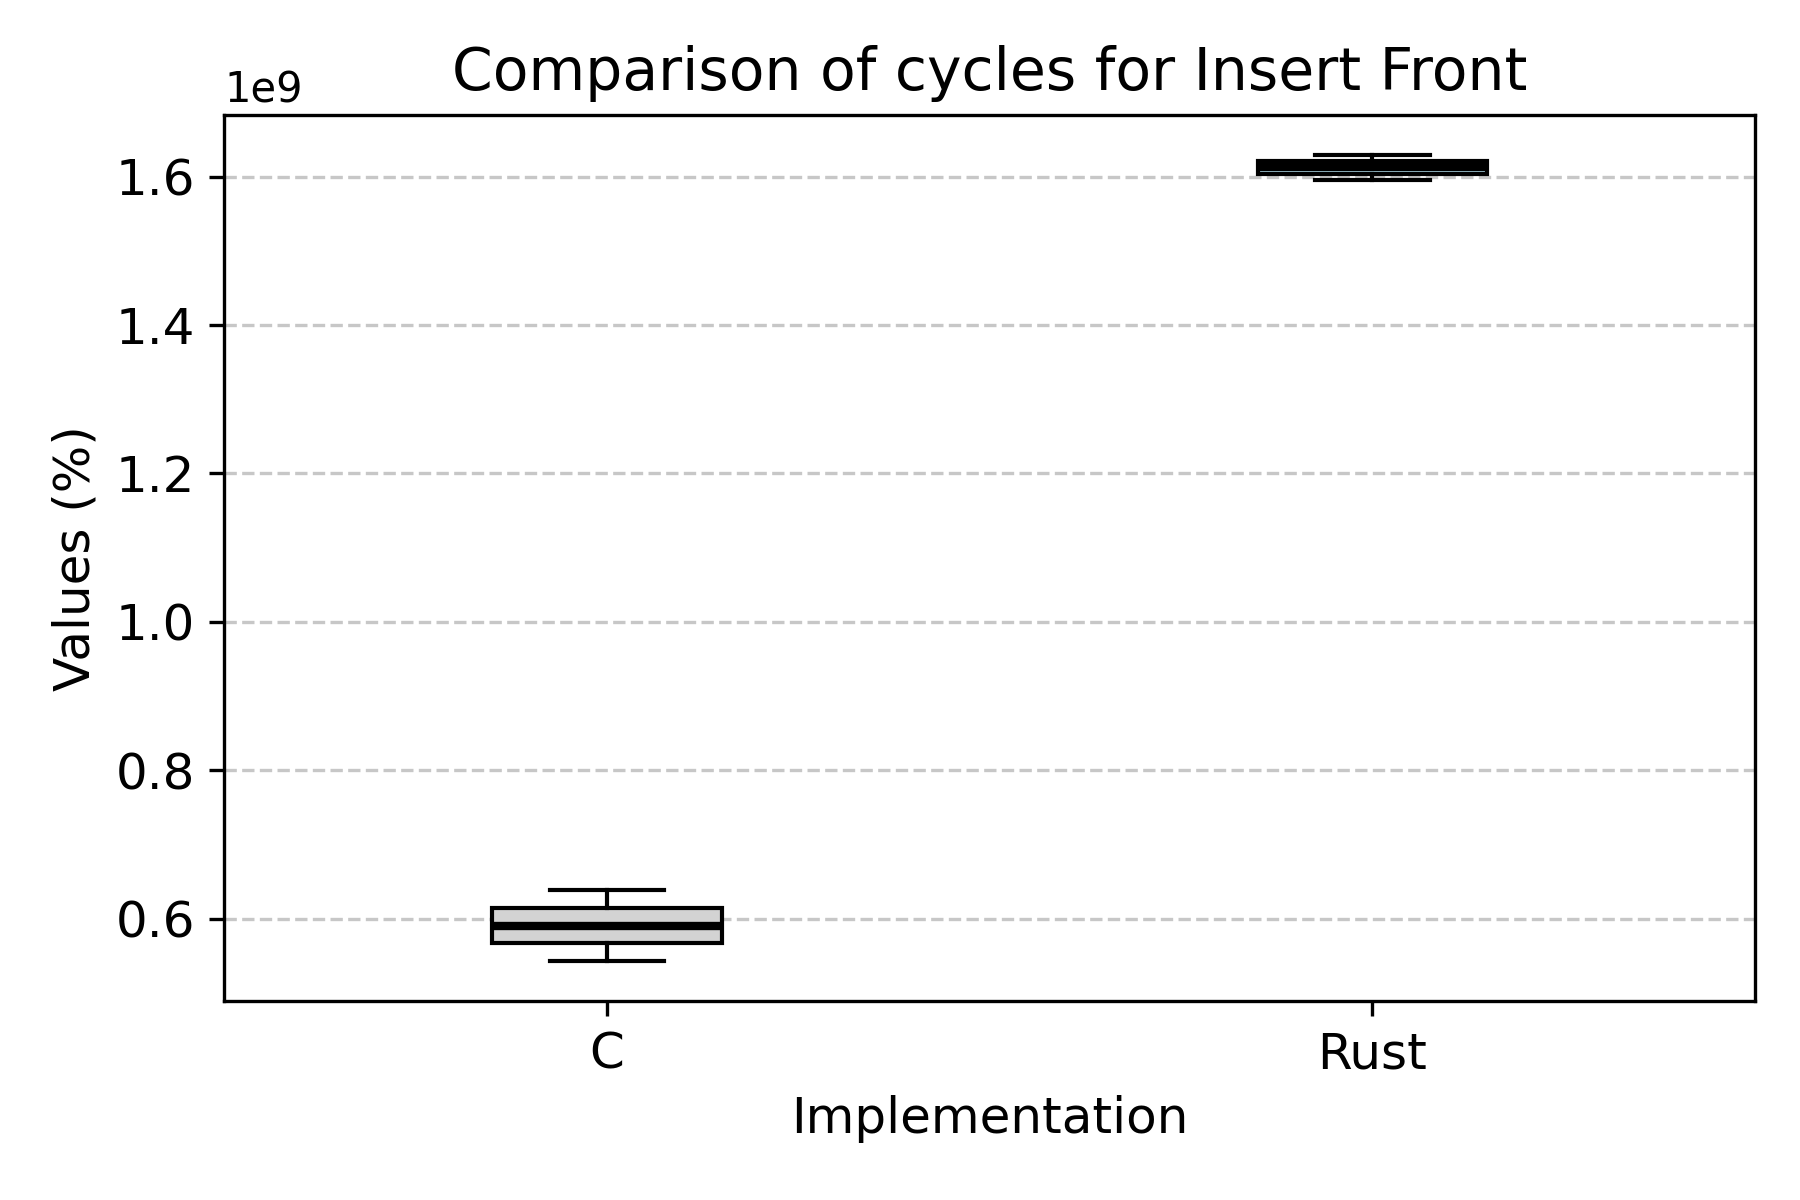 Comparison of cycles for Insert Front
1e9
1.6
1.4
1.2
1.0
0.8
0.6
Values (%)
C
Rust
Implementation